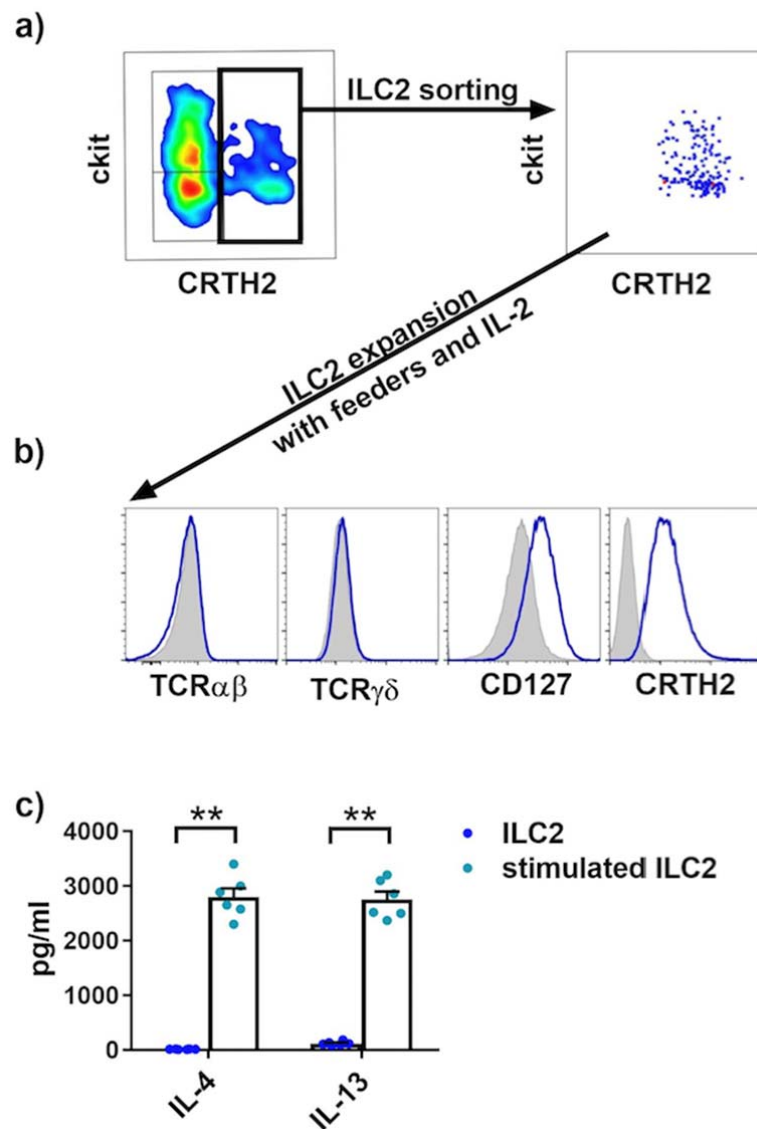 a)
ckit
CRTH2
ILC2 sorting
ckit
CRTH2
ILC2 expansion
with feeders and IL-2
b)
TCRαβ
TCRγδ
CD127
CRTH2
c)
pg/ml
4000
3000
2000
1000
0
**
**
IL-4
IL-13
ILC2
stimulated ILC2